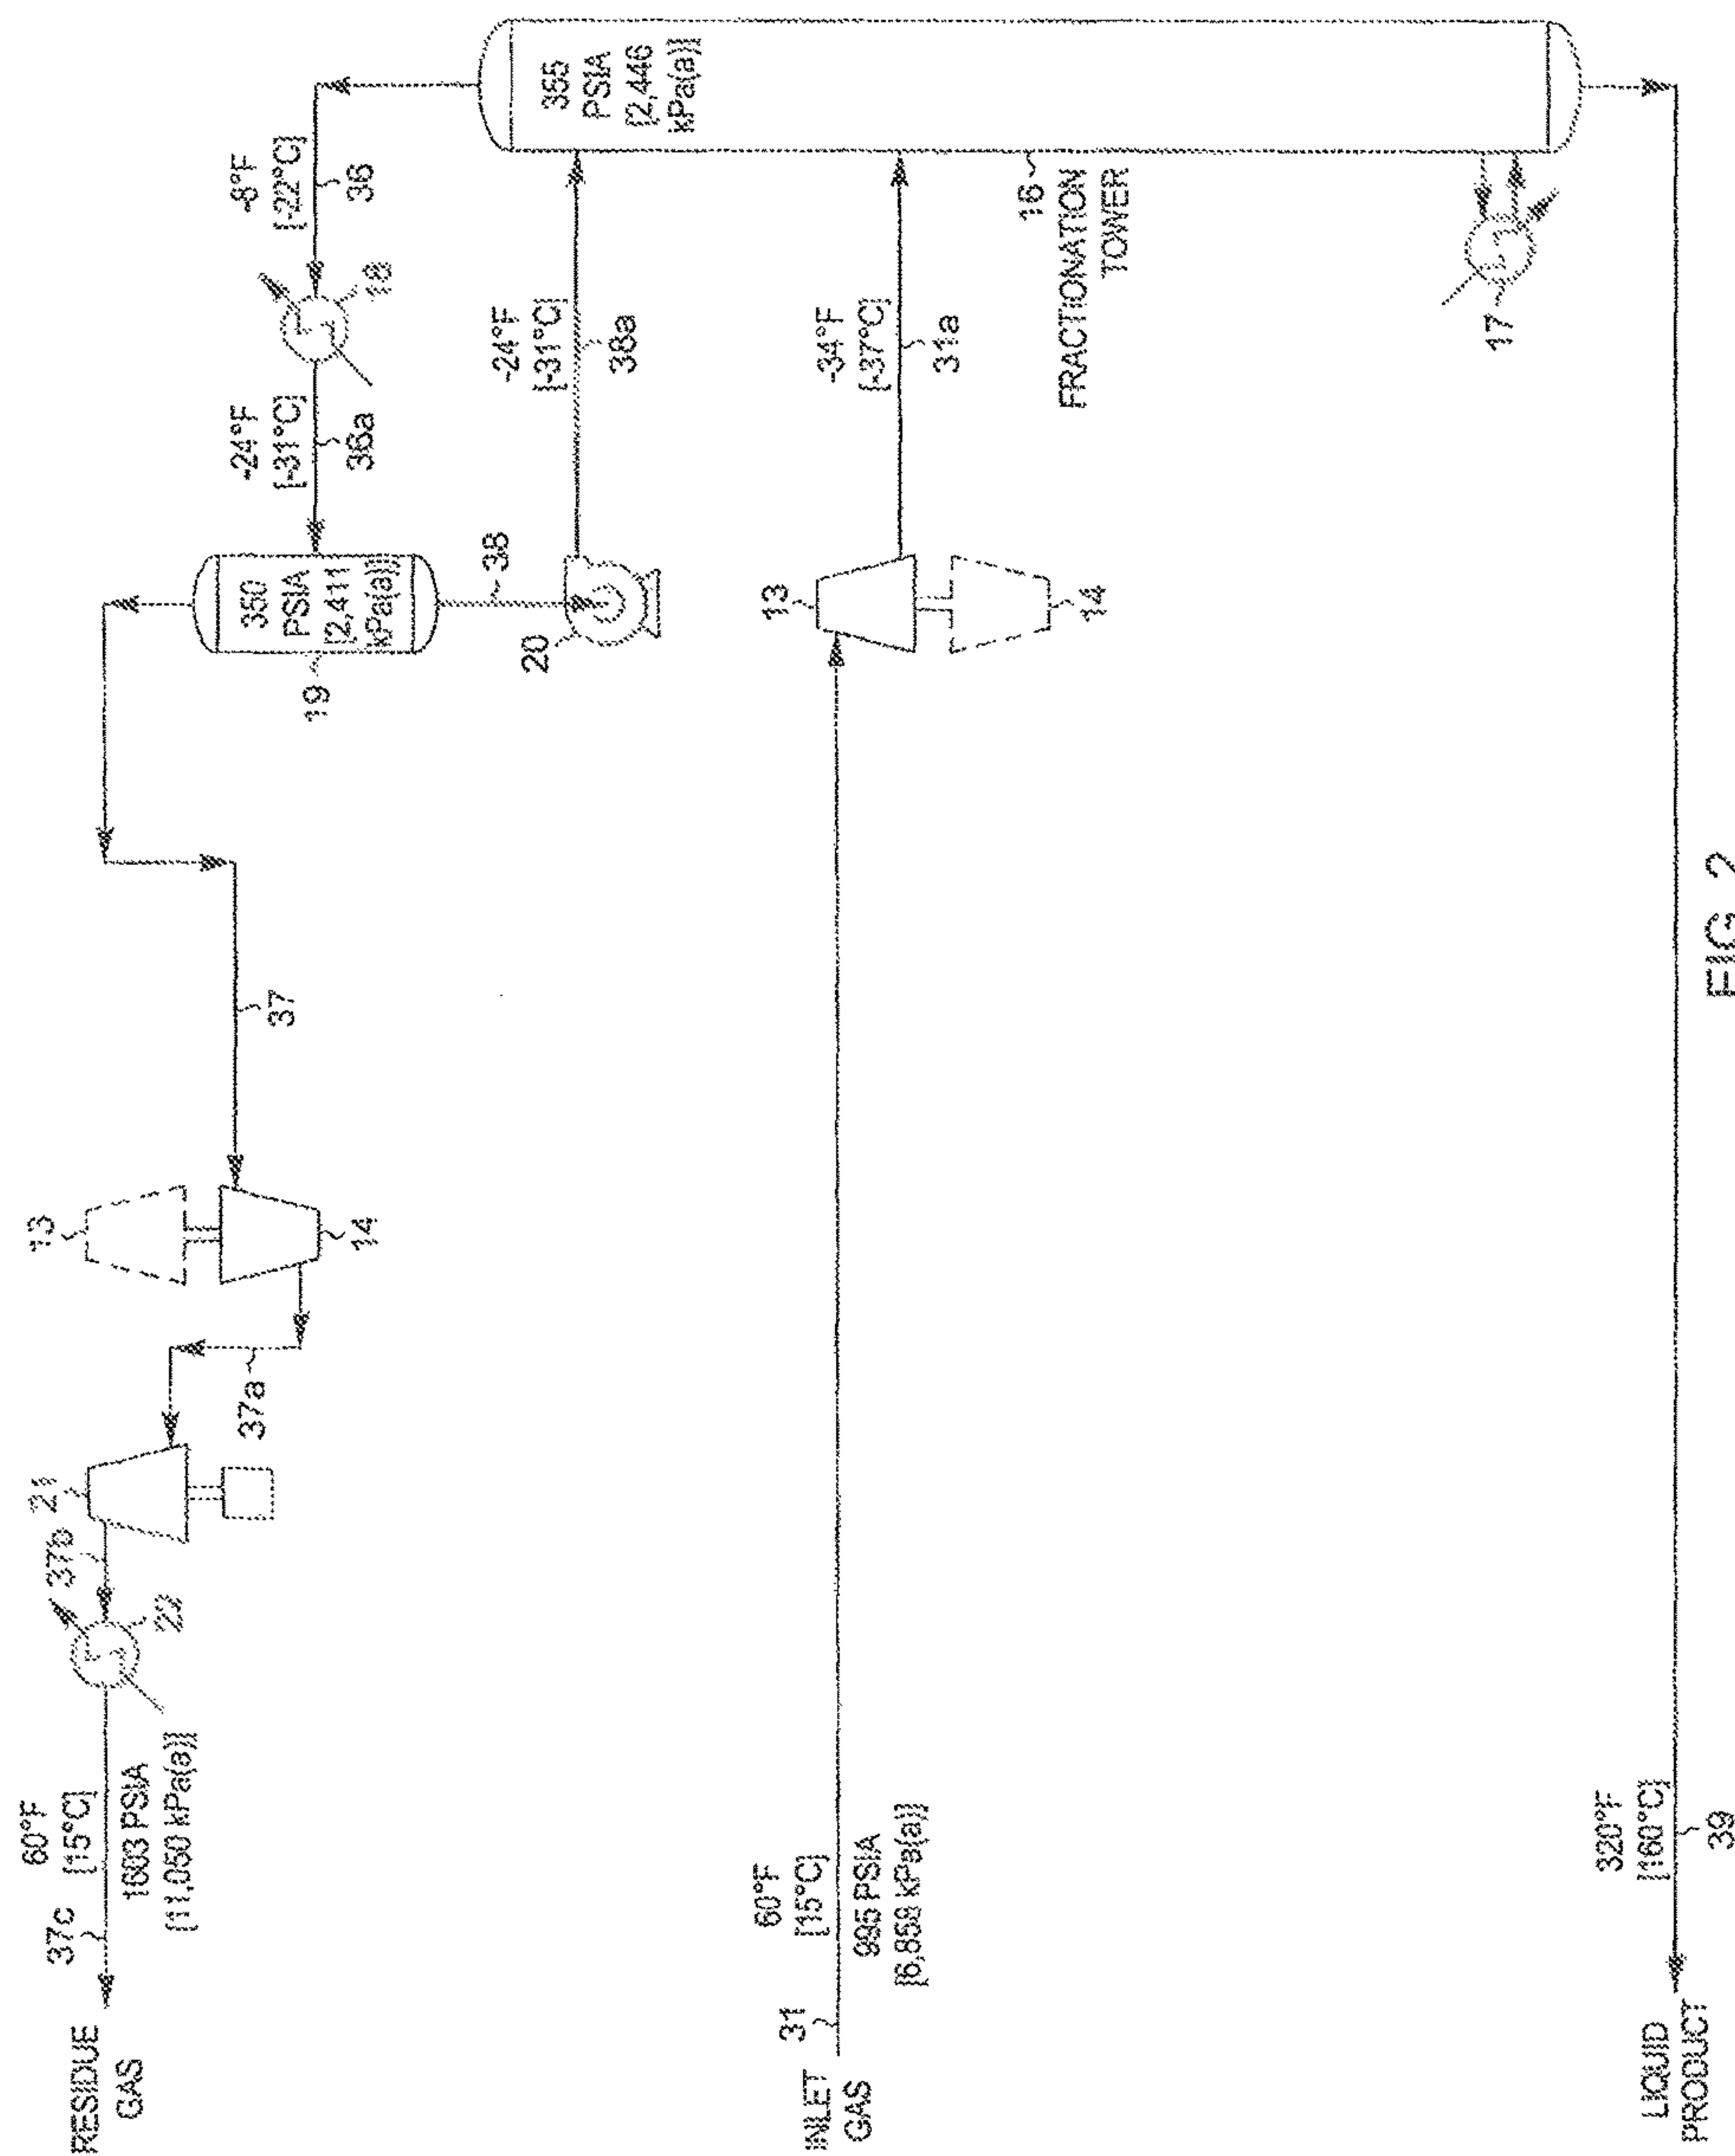 RESIDUE
GAS
37c
60°F
[15°C]
1603 PSIA
[11,050 kPa(a)]
22
37b
21
37a
13
14
37
19
350
PSIA
[2,411
kPa(a)]
-24°F
[-31°C]
36a
18
-8°F
[-22°C]
36
38
20
-24°F
[-31°C]
38a
355
PSIA
[2,446
kPa(a)]
INLET
GAS
31
60°F
[15°C]
995 PSIA
[6,858 kPa(a)]
13
14
-34°F
[-37°C]
31a
16
FRACTIONATION
TOWER
17
LIQUID
PRODUCT
320°F
[160°C]
39
FIG. 2